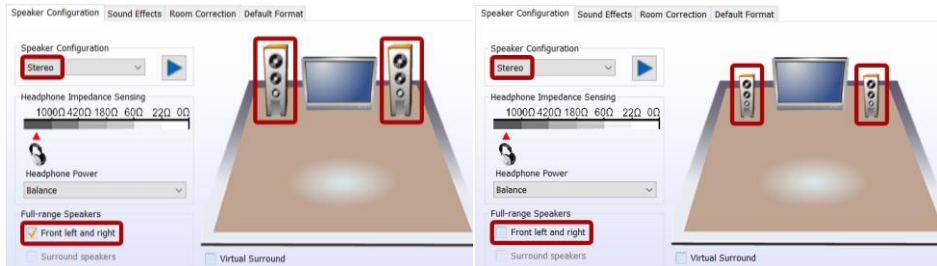 Speaker Configuration Sound Effects Room Correction Default Format
Speaker Configuration
Stereo
Headphone Impedance Sensing
1000Ω 420Ω 180Ω 60Ω 22Ω 0Ω
Headphone Power
Balance
Full-range Speakers
Front left and right
Surround speakers
Virtual Surround
Speaker Configuration Sound Effects Room Correction Default Format
Speaker Configuration
Stereo
Headphone Impedance Sensing
1000Ω 420Ω 180Ω 60Ω 22Ω 0Ω
Headphone Power
Balance
Full-range Speakers
Front left and right
Surround speakers
Virtual Surround